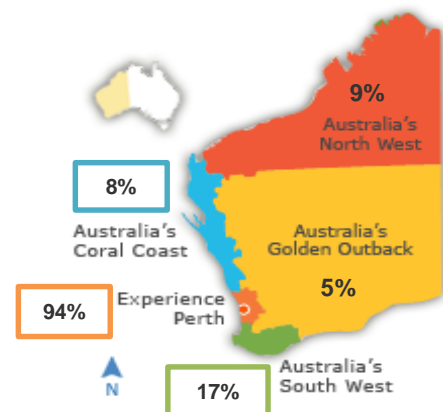 9%
Australia's
North West
8%
Australia's
Coral Coast
Australia's
Golden Outback
5%
94%
Experience
Perth
N
17%
Australia's
South West